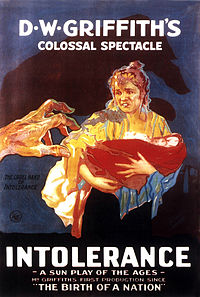 D·W·GRIFFITH'S
COLOSSAL SPECTACLE
"THE CRUEL HAND
OF
INTOLERANCE"
INTOLERANCE
– A SUN PLAY OF THE AGES –
MR GRIFFITH'S FIRST PRODUCTION SINCE
"THE BIRTH OF A NATION"